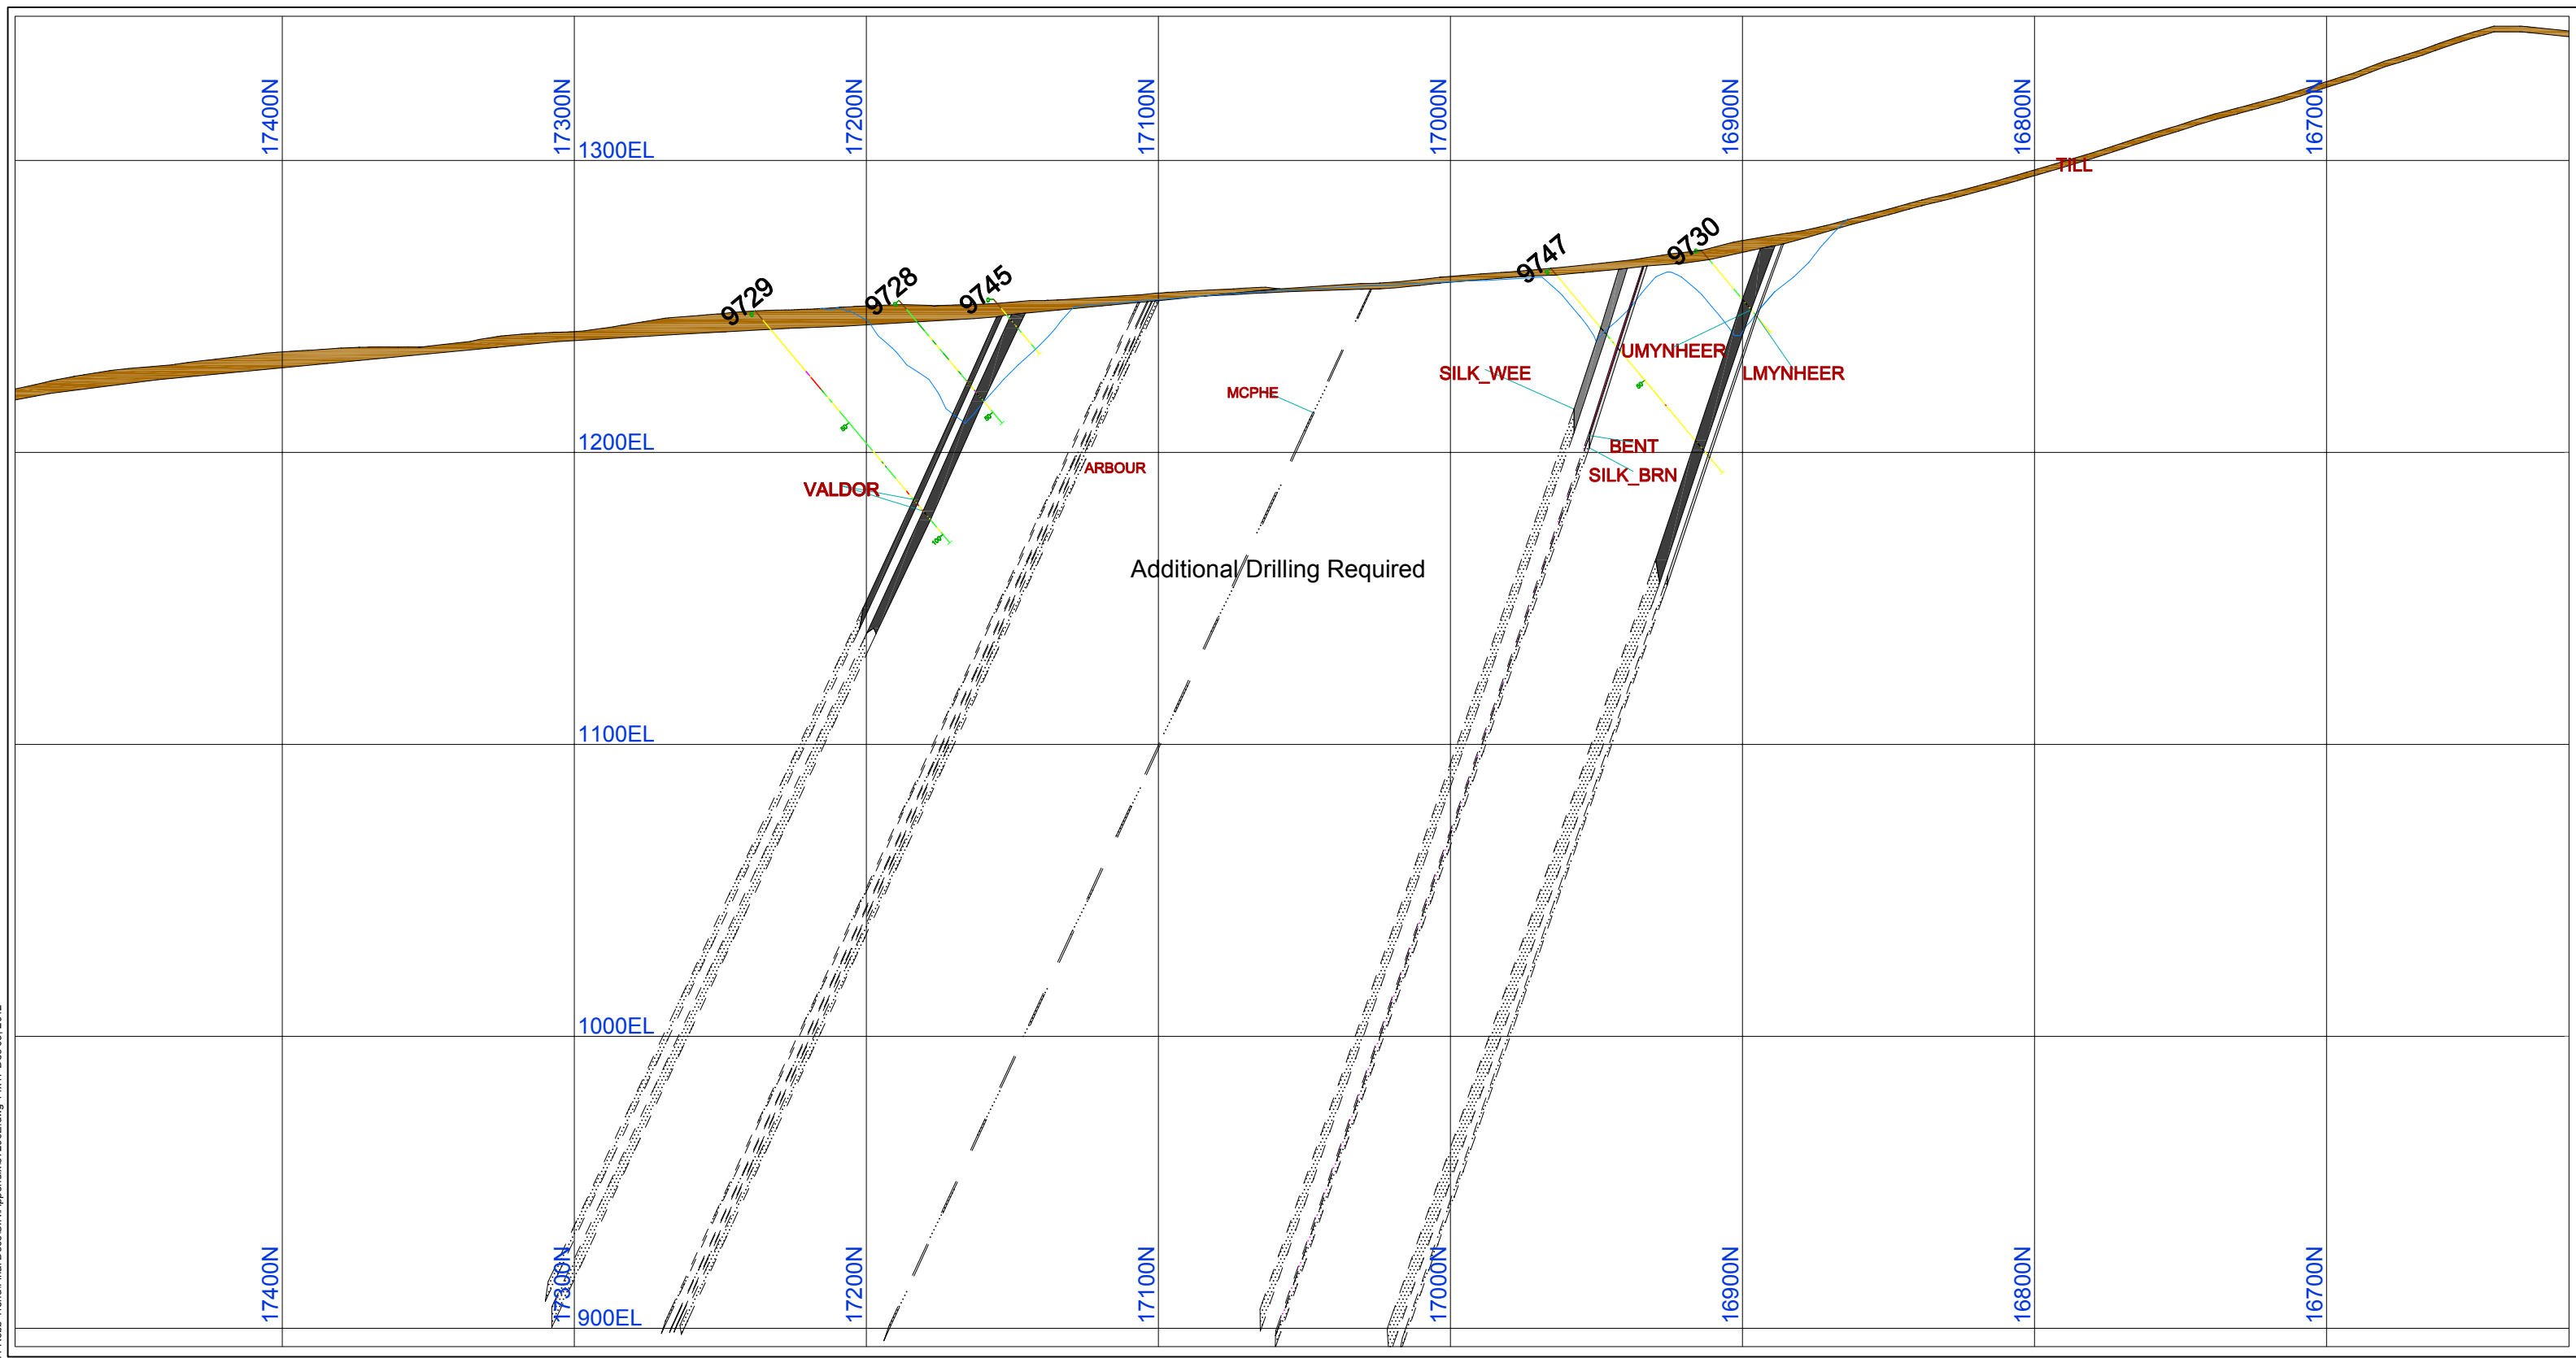 17400N
17300N
17200N
17100N
17000N
16900N
16800N
16700N
1300EL
TILL
9729
9728
9745
9747
9730
UMYNHEER
SILK_WEE
LMYNHEER
MCPHE
1200EL
BENT
ARBOUR
SILK_BRN
VALDOR
Additional Drilling Required
1100EL
1000EL
17400N
17300N
17200N
17100N
17000N
16900N
16800N
16700N
900EL